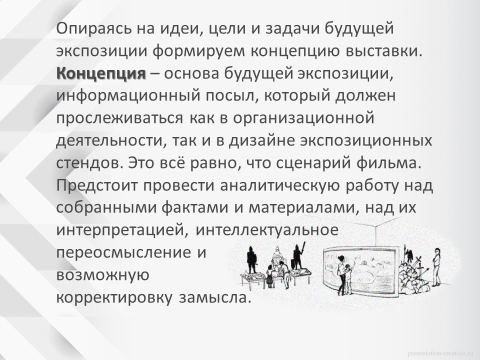 Опираясь на идеи, цели и задачи будущей
экспозиции формируем концепцию выставки.
Концепция – основа будущей экспозиции,
информационный посыл, который должен
прослеживаться как в организационной
деятельности, так и в дизайне экспозиционных
стендов. Это всё равно, что сценарий фильма.
Предстоит провести аналитическую работу над
собранными фактами и материалами, над их
интерпретацией, интеллектуальное
переосмысление и
возможную
корректировку замысла.